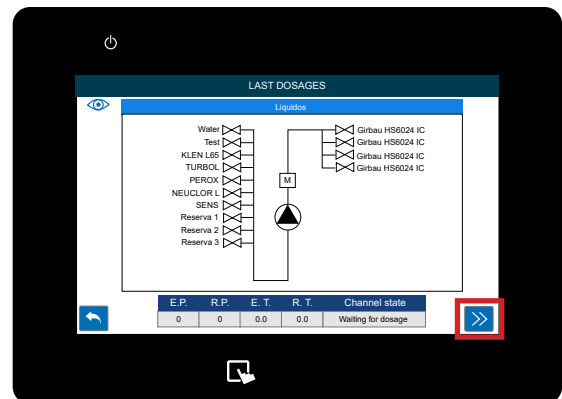 LAST DOSAGES
Liquidos
Water
Test
KLEN L65
TURBOL
PEROX
NEUCLOR L
SENS
Reserva 1
Reserva 2
Reserva 3
M
Girbau HS6024 IC
Girbau HS6024 IC
Girbau HS6024 IC
Girbau HS6024 IC
E.P. R.P. E. T. R. T. Channel state
0 0 0.0 0.0 Waiting for dosage